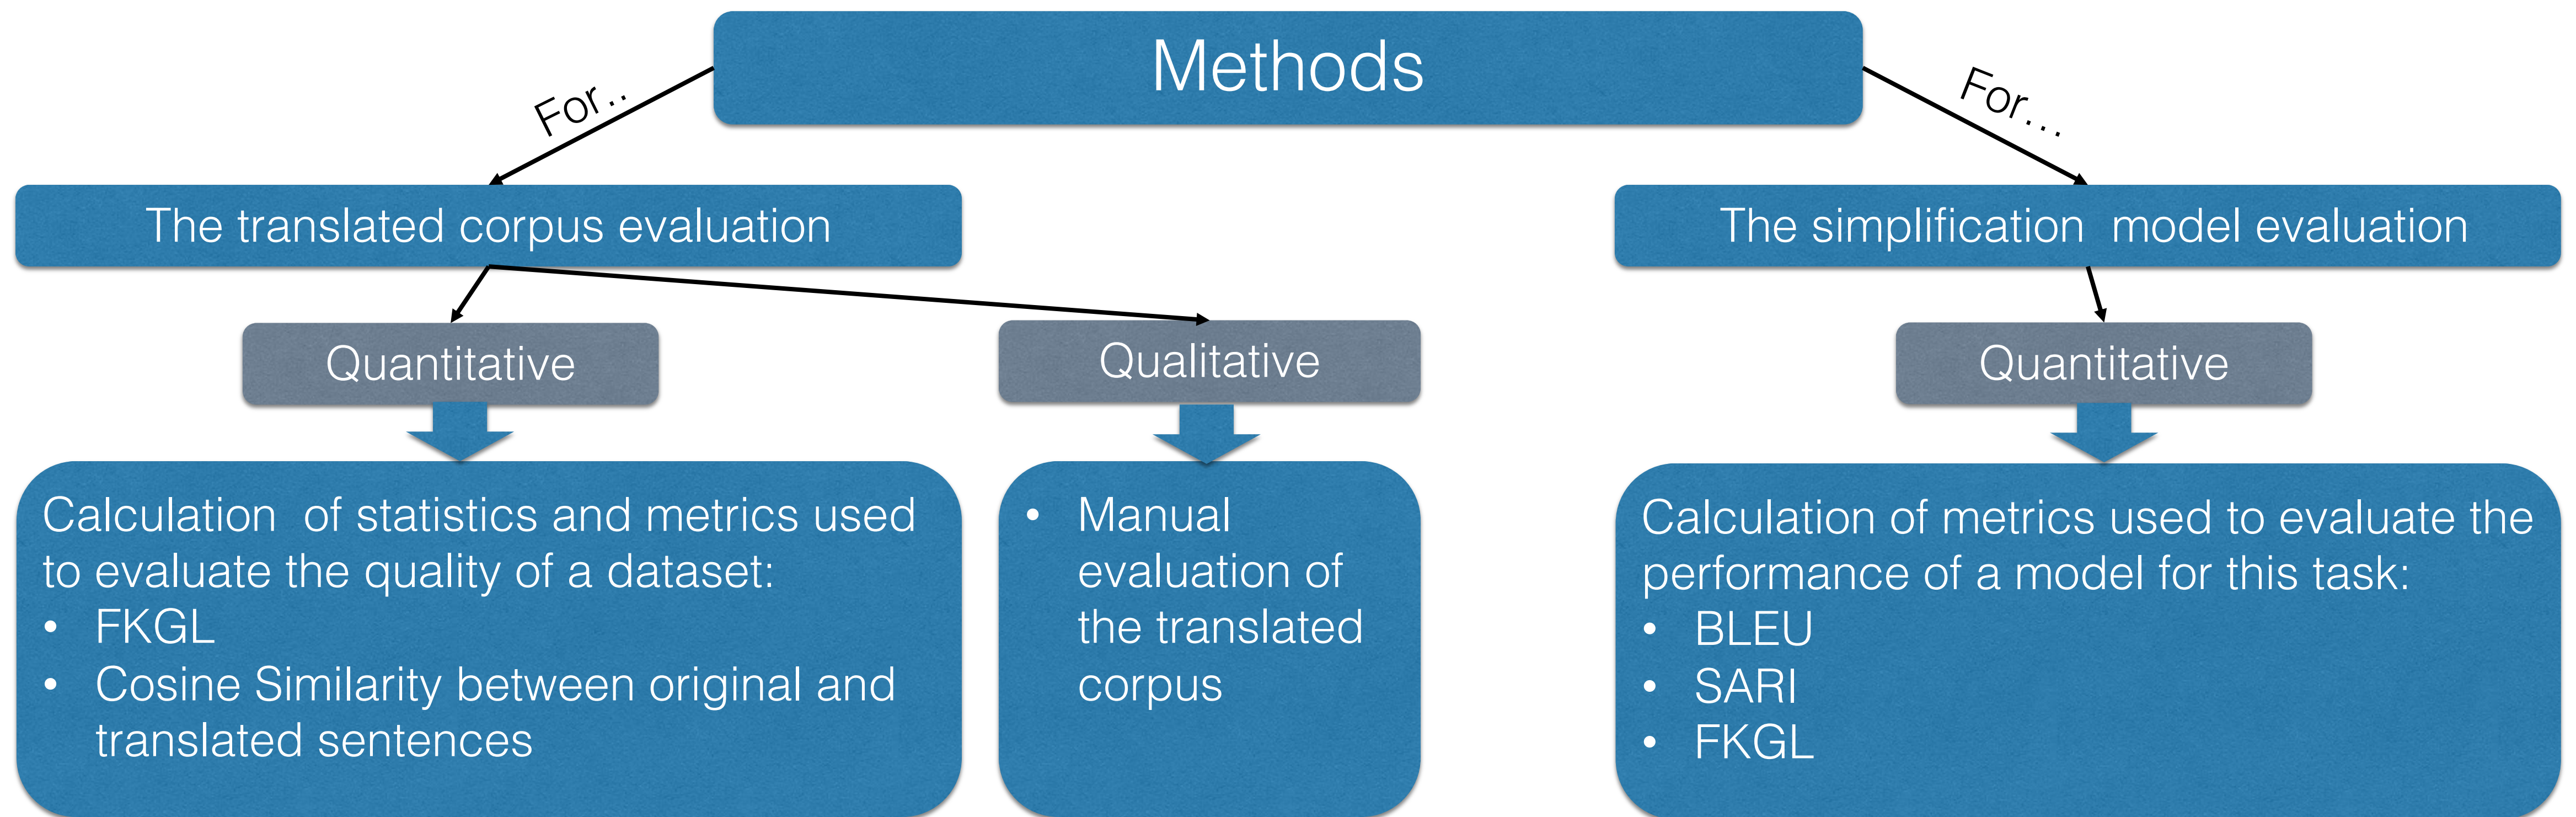 Methods
For..
For...
The translated corpus evaluation
The simplification model evaluation
Quantitative
Qualitative
Quantitative
Calculation of statistics and metrics used
to evaluate the quality of a dataset:
• FKGL
• Cosine Similarity between original and
translated sentences
• Manual
evaluation of
the translated
corpus
Calculation of metrics used to evaluate the
performance of a model for this task:
• BLEU
• SARI
• FKGL